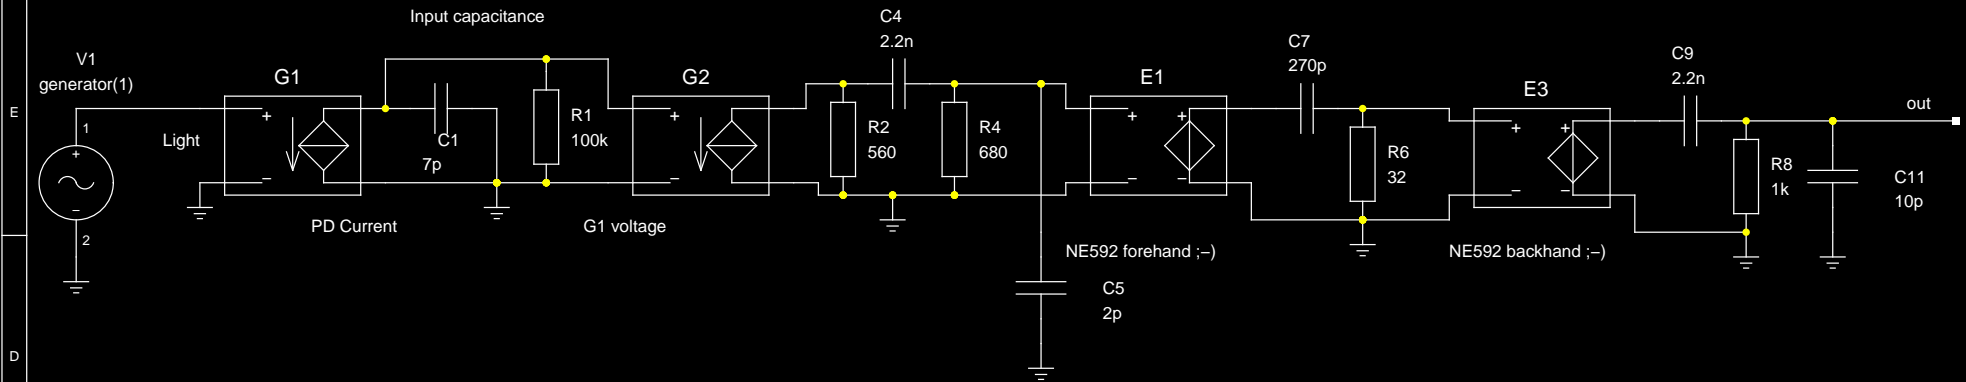 Input capacitance
C4
2.2n
V1
generator(1)
G1
G2
C7
270p
E1
C9
2.2n
E3
E
1
+
Light
+
−
C1
7p
R1
100k
+
−
R2
560
R4
680
+
−
+
−
R6
32
+
−
+
−
R8
1k
out
C11
10p
+
−
2
PD Current
G1 voltage
NE592 forehand ;−)
NE592 backhand ;−)
C5
2p
D